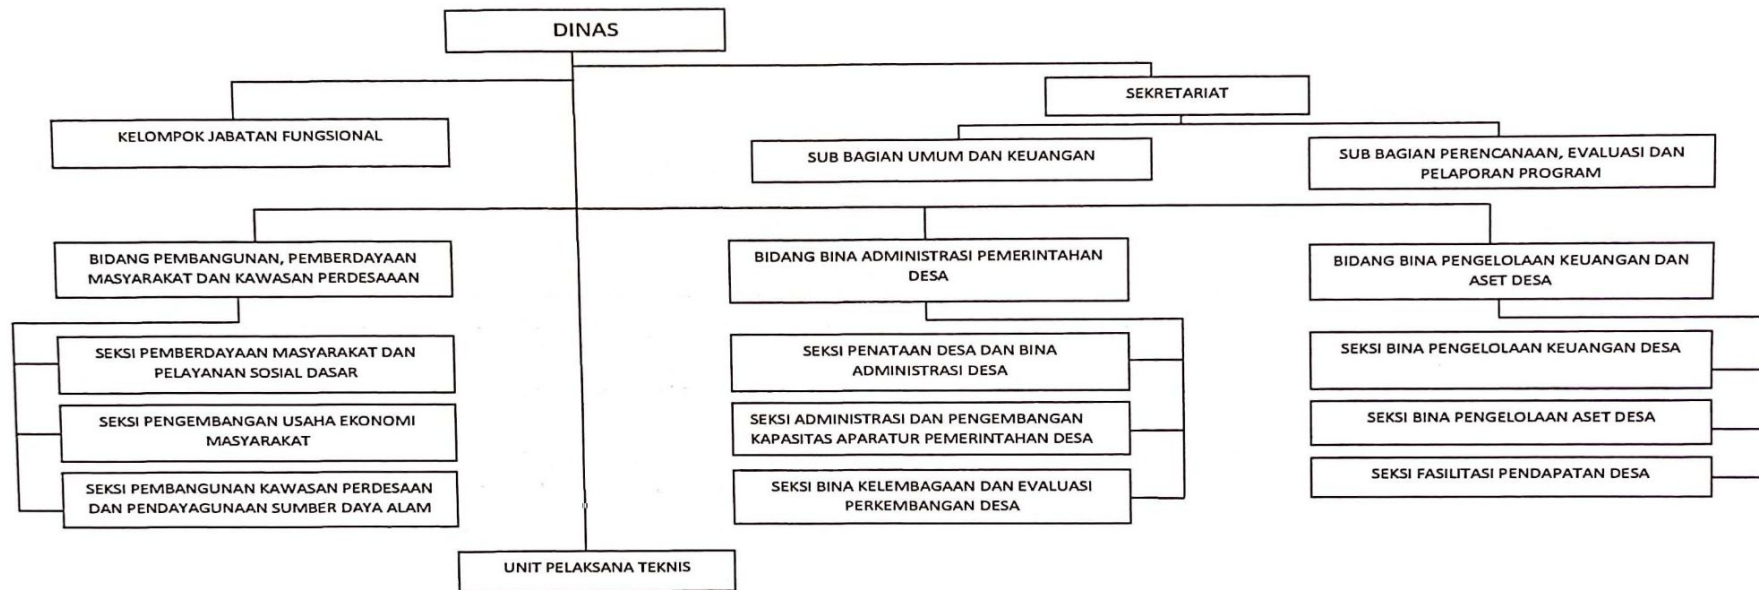 DINAS
SEKRETARIAT
KELOMPOK JABATAN FUNGSIONAL
SUB BAGIAN UMUM DAN KEUANGAN
SUB BAGIAN PERENCANAAN, EVALUASI DAN
PELAPORAN PROGRAM
BIDANG PEMBANGUNAN, PEMBERDAYAAN
MASYARAKAT DAN KAWASAN PERDESAAAN
SEKSI PEMBERDAYAAN MASYARAKAT DAN
PELAYANAN SOSIAL DASAR
SEKSI PENGEMBANGAN USAHA EKONOMI
MASYARAKAT
SEKSI PEMBANGUNAN KAWASAN PERDESAAN
DAN PENDAYAGUNAAN SUMBER DAYA ALAM
BIDANG BINA ADMINISTRASI PEMERINTAHAN
DESA
SEKSI PENATAAN DESA DAN BINA
ADMINISTRASI DESA
SEKSI ADMINISTRASI DAN PENGEMBANGAN
KAPASITAS APARATUR PEMERINTAHAN DESA
SEKSI BINA KELEMBAGAAN DAN EVALUASI
PERKEMBANGAN DESA
BIDANG BINA PENGELOLAAN KEUANGAN DAN
ASET DESA
SEKSI BINA PENGELOLAAN KEUANGAN DESA
SEKSI BINA PENGELOLAAN ASET DESA
SEKSI FASILITASI PENDAPATAN DESA
UNIT PELAKSANA TEKNIS